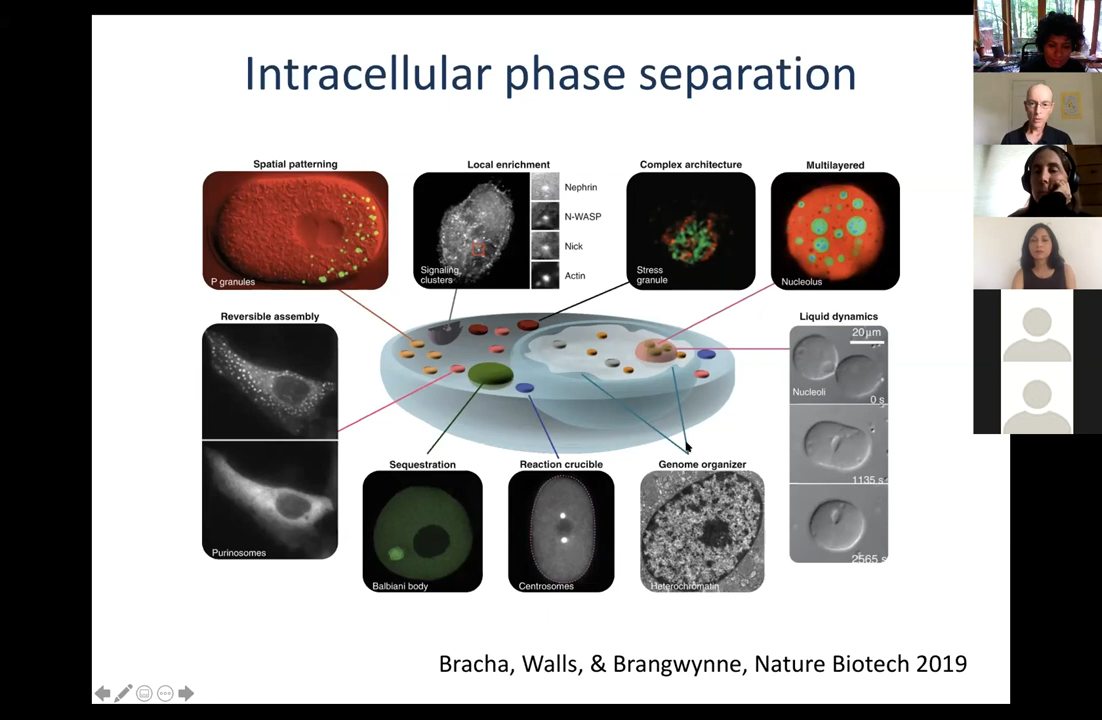 Intracellular phase separation
Spatial patterning
Local enrichment
Complex architecture
Multilayered
Nephrin
N-WASP
Nick
Actin
P granules
Signaling
clusters
Stress
granule
Nucleolus
Reversible assembly
Liquid dynamics
20 µm
Nucleoli
0 s
1135 s
2565 s
Purinosomes
Sequestration
Reaction crucible
Genome organizer
Balbiani body
Centrosomes
Heterochromatin
Bracha, Walls, & Brangwynne, Nature Biotech 2019